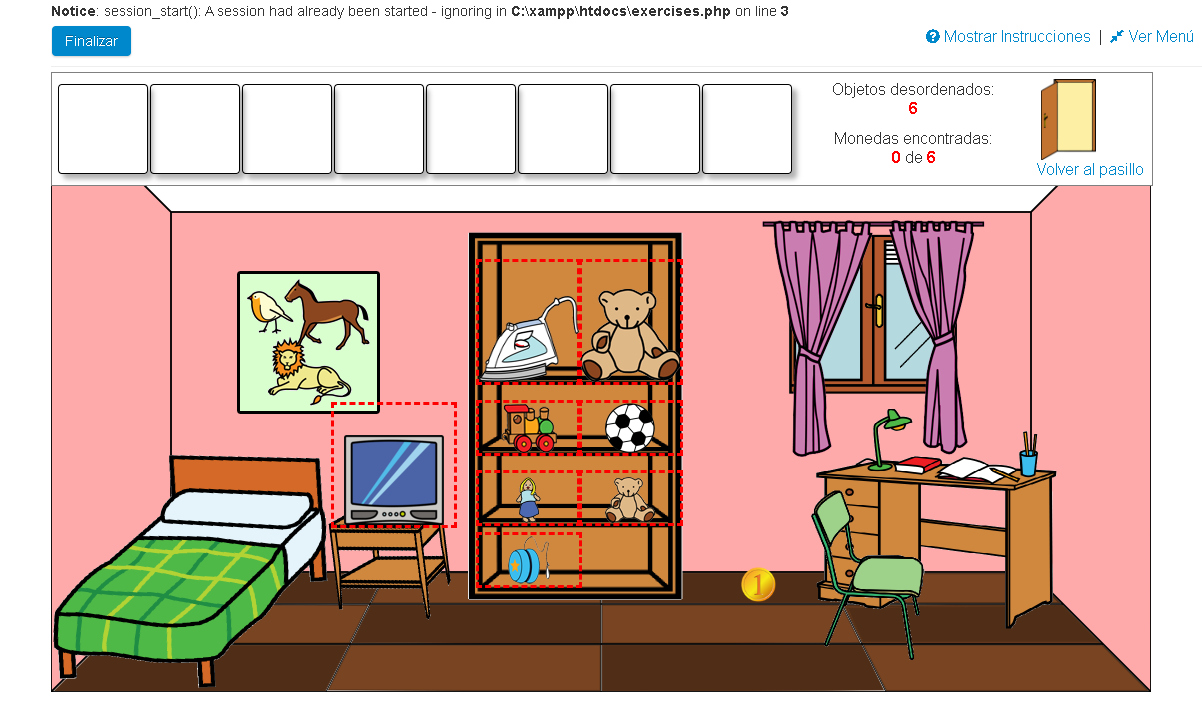 Notice: session_start(): A session had already been started - ignoring in C:\xampp\htdocs\exercises.php on line 3
Finalizar
Mostrar Instrucciones | Ver Menú
Objetos desordenados:
6
Monedas encontradas:
0 de 6
Volver al pasillo
1